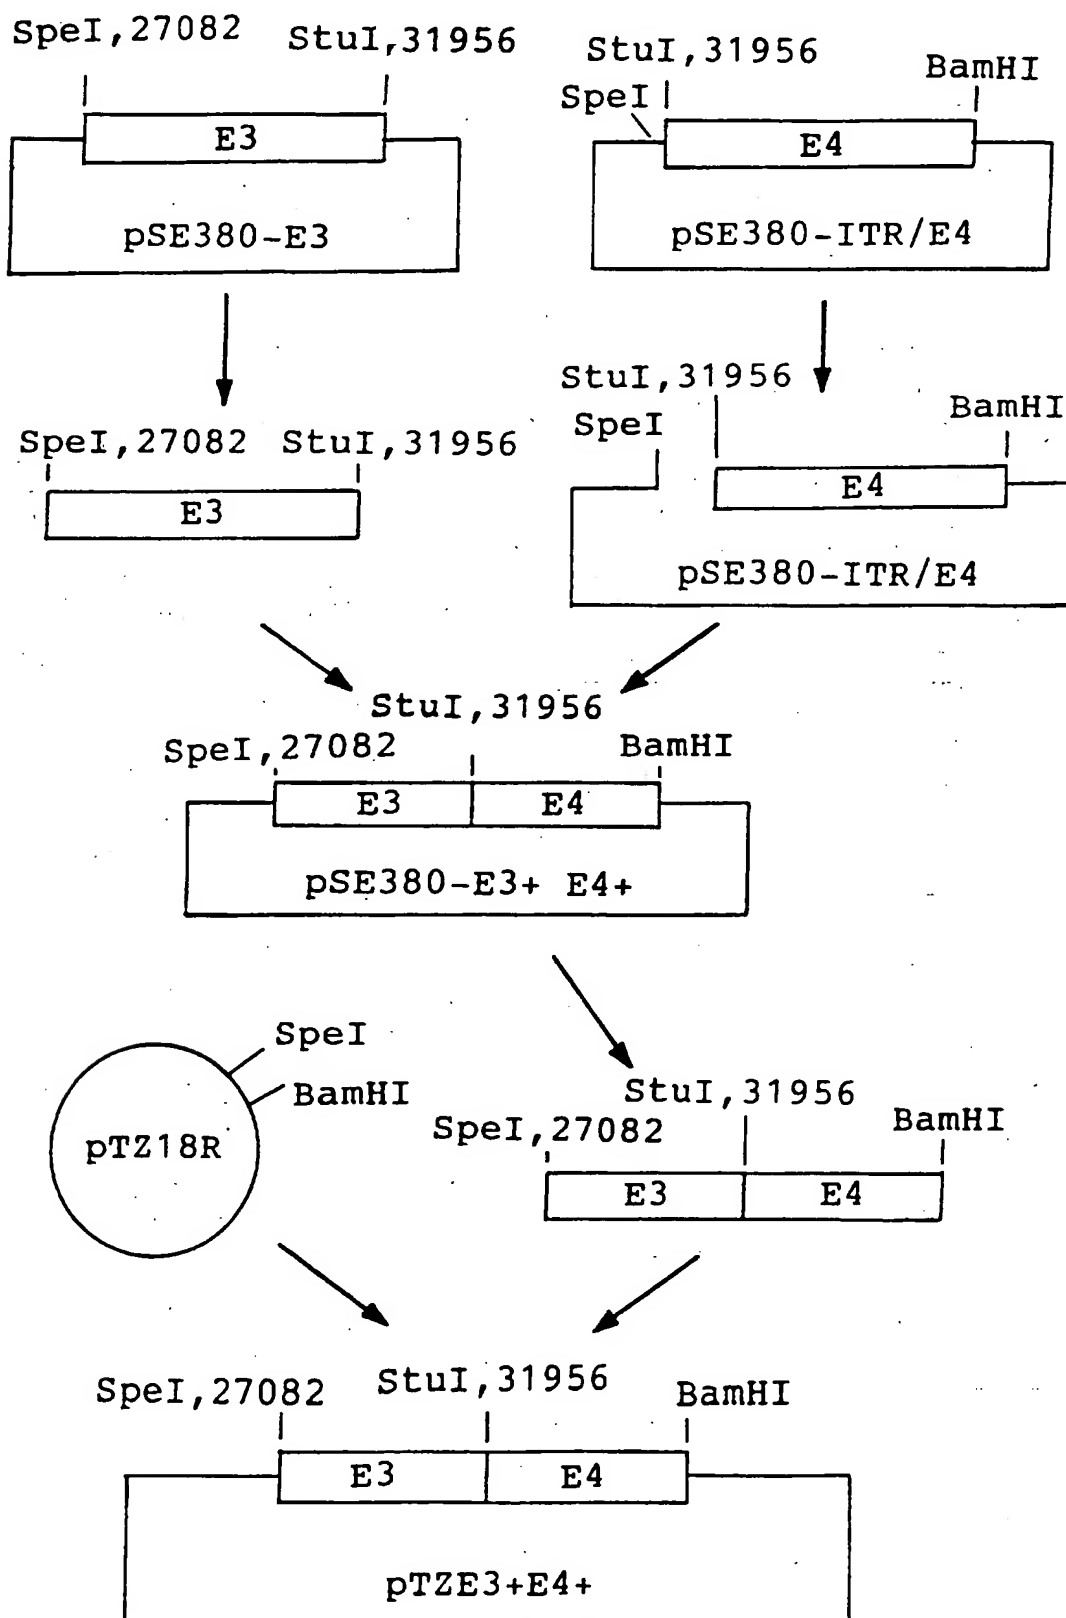 SpeI,27082 StuI,31956
E3
pSE380-E3
StuI,31956
SpeI
BamHI
E4
pSE380-ITR/E4
SpeI,27082 StuI,31956
E3
StuI,31956
SpeI
BamHI
E4
pSE380-ITR/E4
StuI,31956
SpeI,27082
BamHI
E3 E4
pSE380-E3+ E4+
SpeI
BamHI
pTZ18R
StuI,31956
SpeI,27082
BamHI
E3 E4
SpeI,27082 StuI,31956 BamHI
E3 E4
pTZE3+E4+